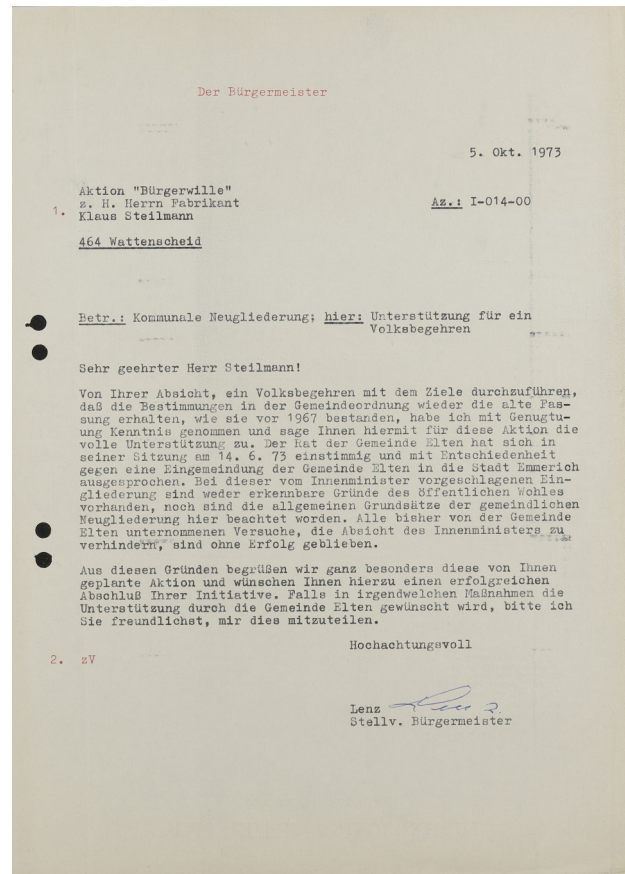 Der Bürgermeister
5. Okt. 1973
Aktion "Bürgerwille"
z. H. Herrn Fabrikant
1. Klaus Steilmann
Az.: I-014-00
464 Wattenscheid
Betr.: Kommunale Neugliederung; hier: Unterstützung für ein
Volksbegehren
Sehr geehrter Herr Steilmann!
Von Ihrer Absicht, ein Volksbegehren mit dem Ziele durchzuführen,
daß die Bestimmungen in der Gemeindeordnung wieder die alte Fas-
sung erhalten, wie sie vor 1967 bestanden, habe ich mit Genugtu-
ung Kenntnis genommen und sage Ihnen hiermit für diese Aktion die
volle Unterstützung zu. Der Rat der Gemeinde Elten hat sich in
seiner Sitzung am 14. 6. 73 einstimmig und mit Entschiedenheit
gegen eine Eingemeindung der Gemeinde Elten in die Stadt Emmerich
ausgesprochen. Bei dieser vom Innenminister vorgeschlagenen Ein-
gliederung sind weder erkennbare Gründe des öffentlichen Wohles
vorhanden, noch sind die allgemeinen Grundsätze der gemeindlichen
Neugliederung hier beachtet worden. Alle bisher von der Gemeinde
Elten unternommenen Versuche, die Absicht des Innenministers zu
verhindern, sind ohne Erfolg geblieben.
Aus diesen Gründen begrüßen wir ganz besonders diese von Ihnen
geplante Aktion und wünschen Ihnen hierzu einen erfolgreichen
Abschluß Ihrer Initiative. Falls in irgendwelchen Maßnahmen die
Unterstützung durch die Gemeinde Elten gewünscht wird, bitte ich
Sie freundlichst, mir dies mitzuteilen.
Hochachtungsvoll
2. zV
Lenz
Stellv. Bürgermeister